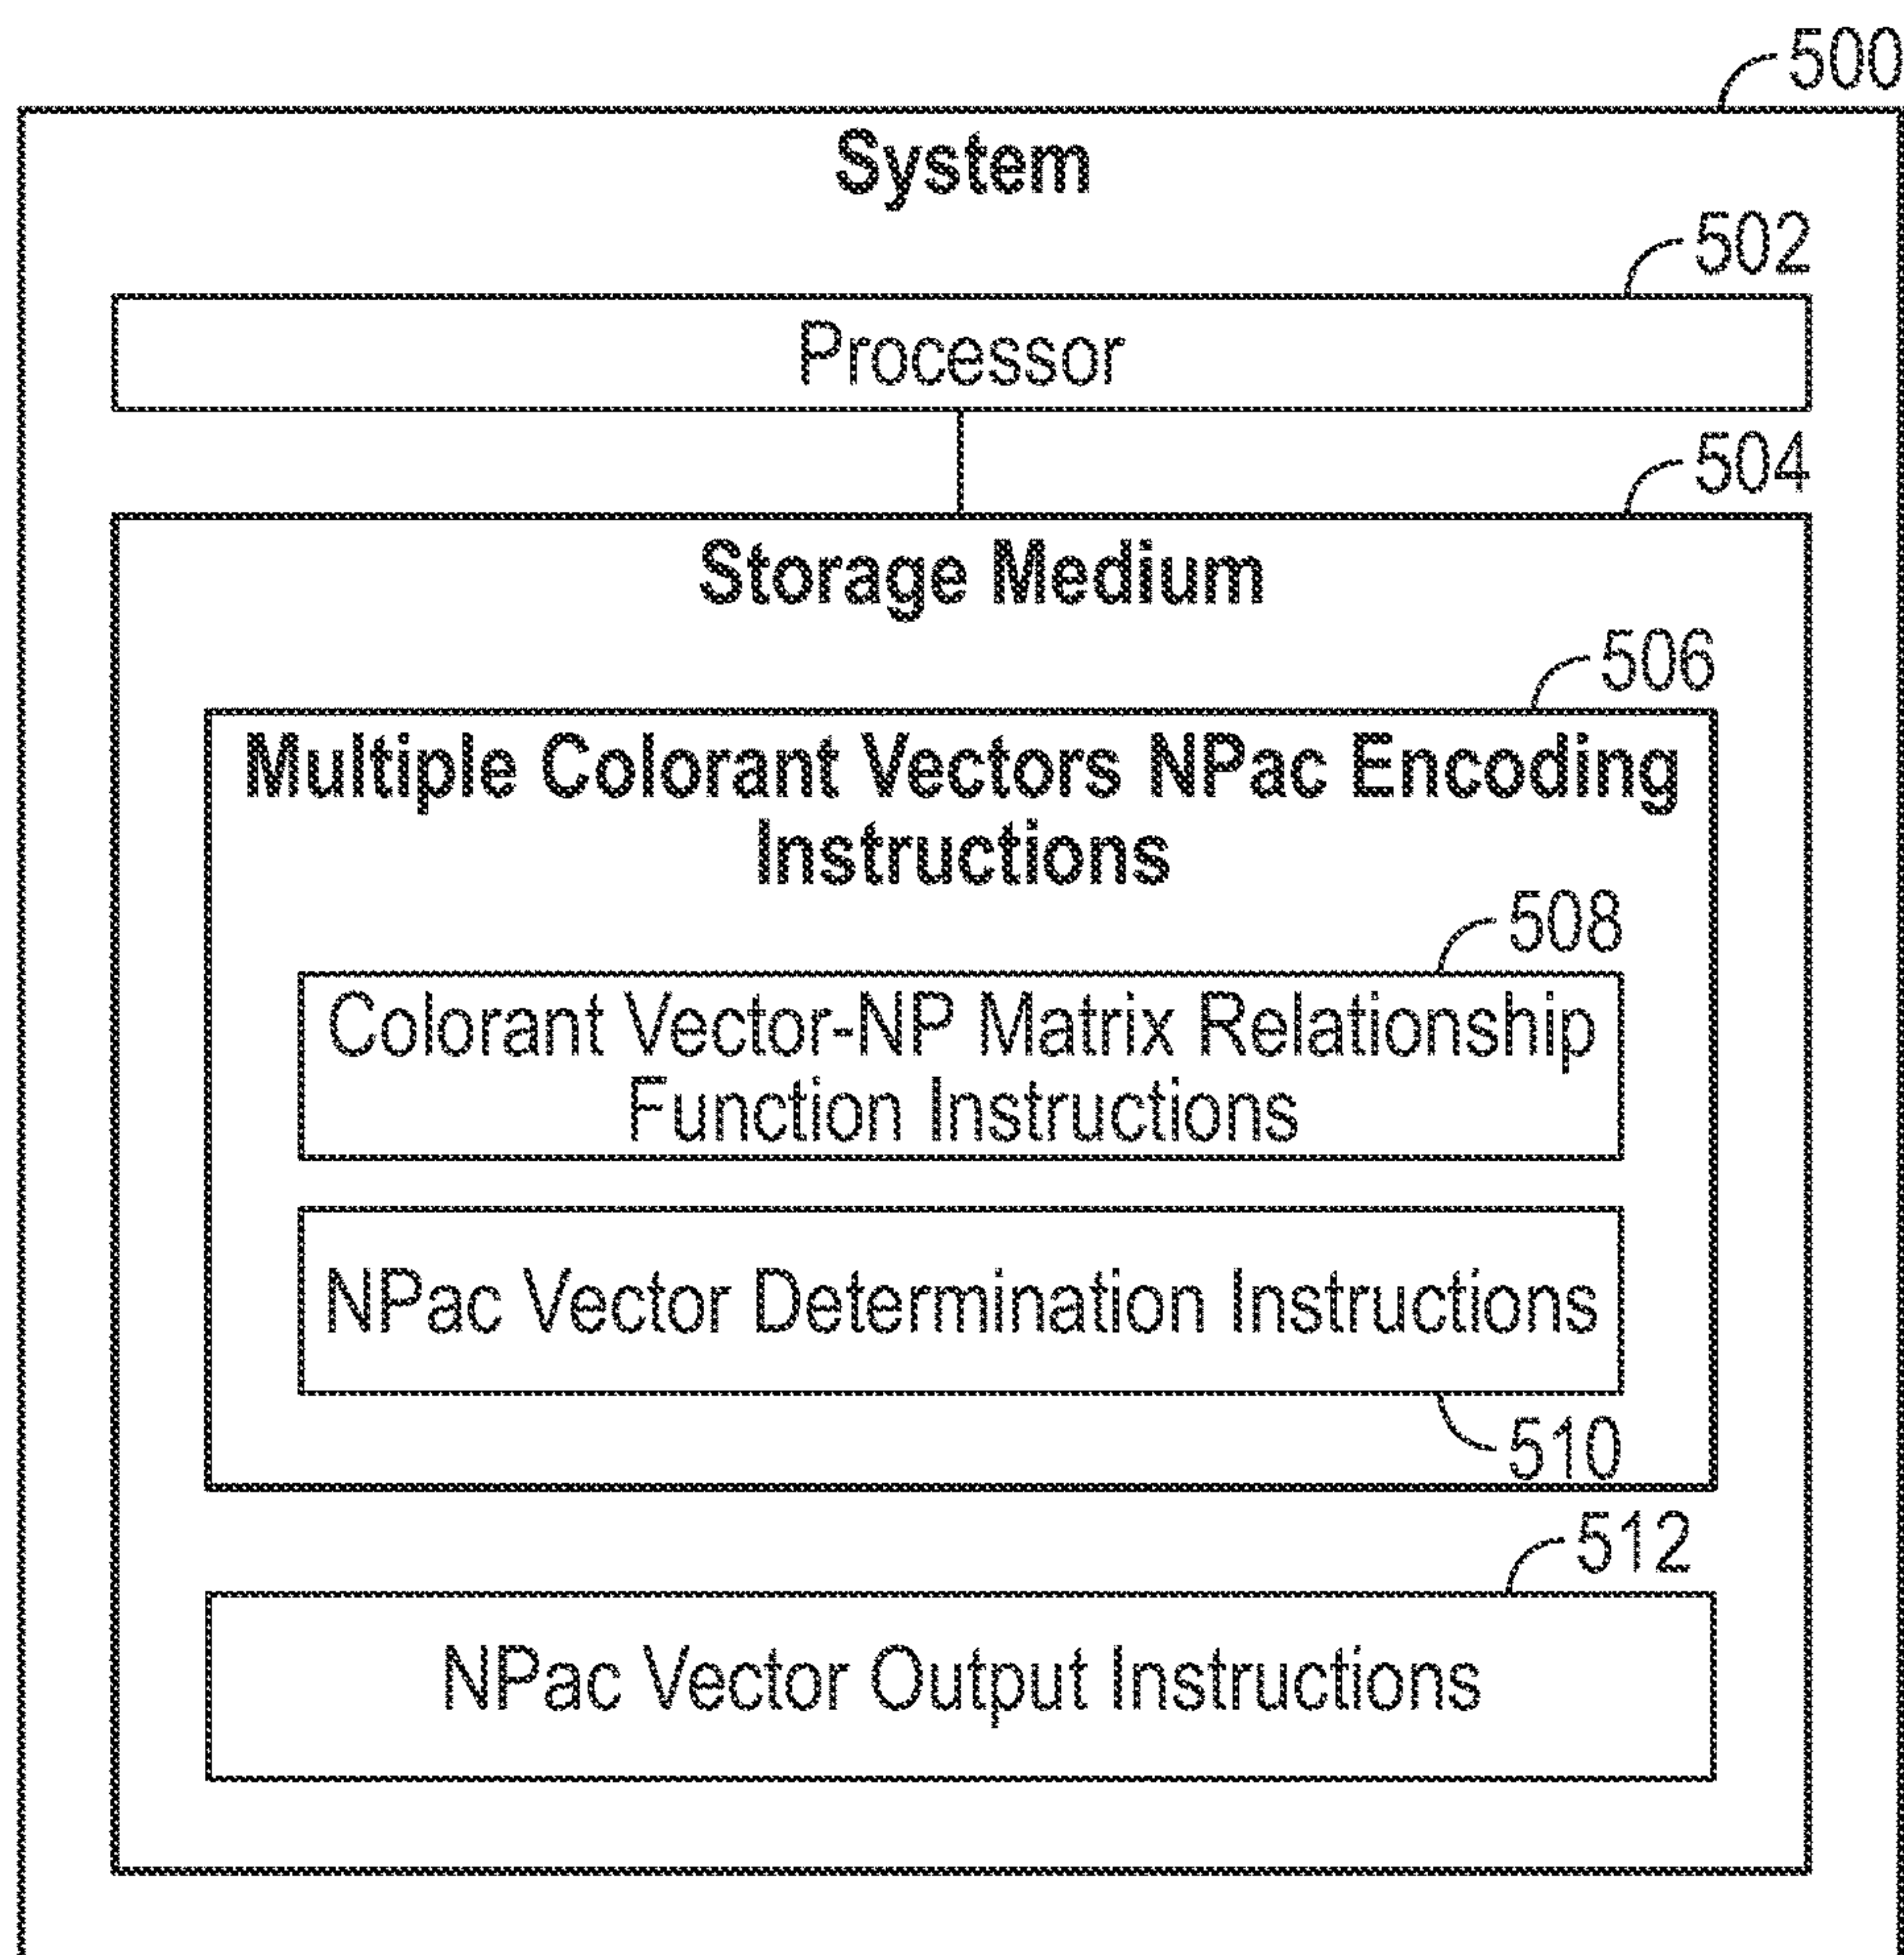 500
System
502
Processor
504
Storage Medium
506
Multiple Colorant Vectors NPac Encoding
Instructions
508
Colorant Vector-NP Matrix Relationship
Function Instructions
NPac Vector Determination Instructions
510
512
NPac Vector Output Instructions